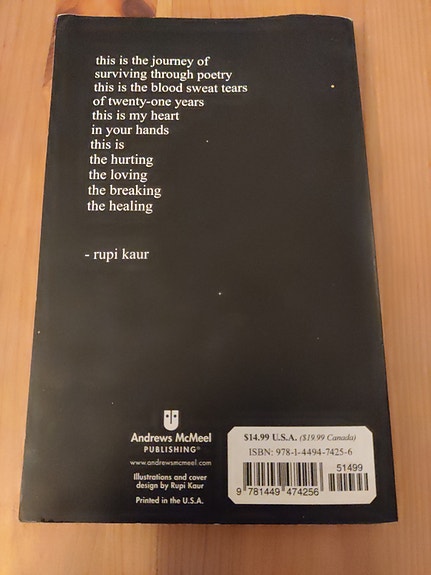 this is the journey of
surviving through poetry
this is the blood sweat tears
of twenty-one years
this is my heart
in your hands
this is
the hurting
the loving
the breaking
the healing
- rupi kaur
Andrews McMeel
PUBLISHING®
www.andrewsmcmeel.com
Illustrations and cover
design by Rupi Kaur
Printed in the U.S.A.
$14.99 U.S.A. ($19.99 Canada)
ISBN: 978-1-4494-7425-6
51499
9 781449 474256